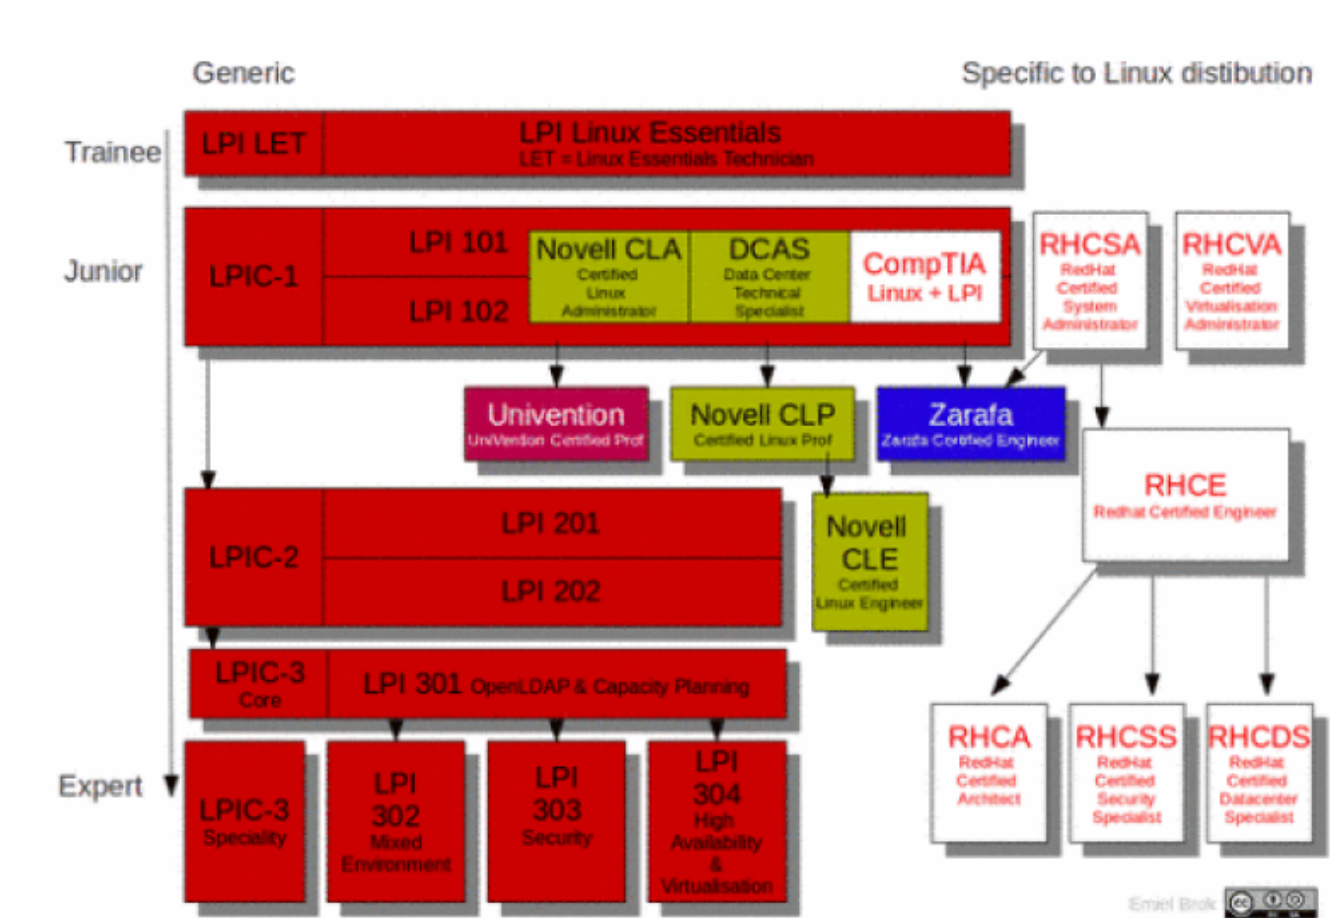 Generic
Specific to Linux distibution
Trainee
LPI LET
LPI Linux Essentials
LET = Linux Essentials Technician
Junior
LPIC-1
LPI 101
LPI 102
Novell CLA
Certified
Linux
Administrator
DCAS
Data Center
Technical
Specialist
CompTIA
Linux + LPI
RHCSA
RedHat
Certified
System
Administrator
RHCVA
RedHat
Certified
Virtualisation
Administrator
Univention
UniVention Certified Prof
Novell CLP
Certified Linux Prof
Zarafa
Zarafa Certified Engineer
RHCE
Redhat Certified Engineer
LPIC-2
LPI 201
LPI 202
Novell
CLE
Certified
Linux Engineer
LPIC-3
Core
LPI 301 OpenLDAP & Capacity Planning
Expert
LPIC-3
Speciality
LPI
302
Mixed
Environment
LPI
303
Security
LPI
304
High
Availability
&
Virtualisation
RHCA
RedHat
Certified
Architect
RHCSS
RedHat
Certified
Security
Specialist
RHCDS
RedHat
Certified
Datacenter
Specialist
Emiel Brok
cc